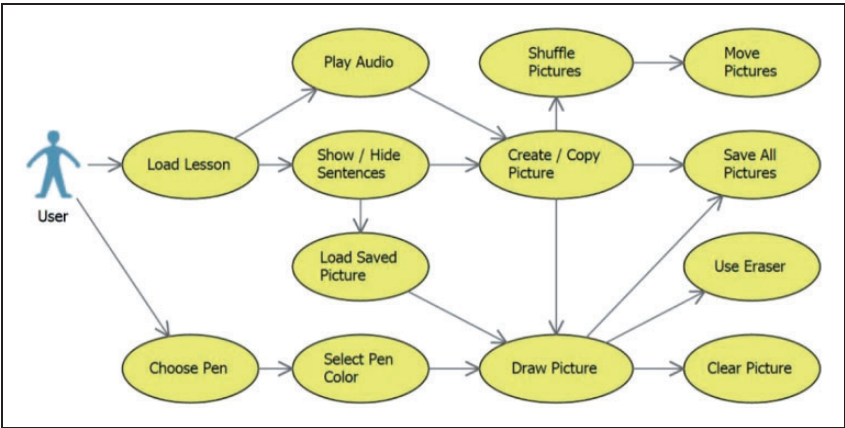 Play Audio
Shuffle
Pictures
Move
Pictures
Load Lesson
Show / Hide
Sentences
Create / Copy
Picture
Save All
Pictures
User
Load Saved
Picture
Use Eraser
Choose Pen
Select Pen
Color
Draw Picture
Clear Picture